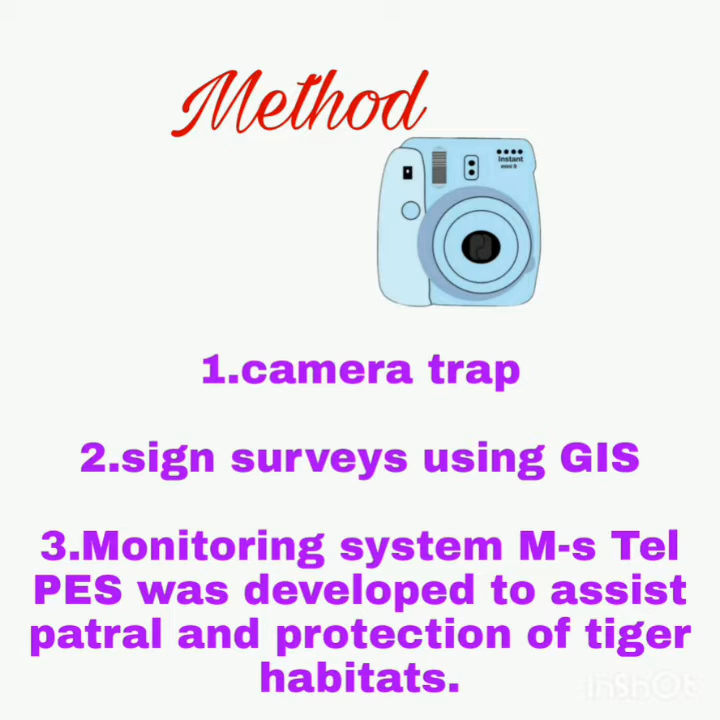 Method
instant
mini 8
1.camera trap
2.sign surveys using GIS
3.Monitoring system M-s Tel
PES was developed to assist
patral and protection of tiger
habitats.
InShOt